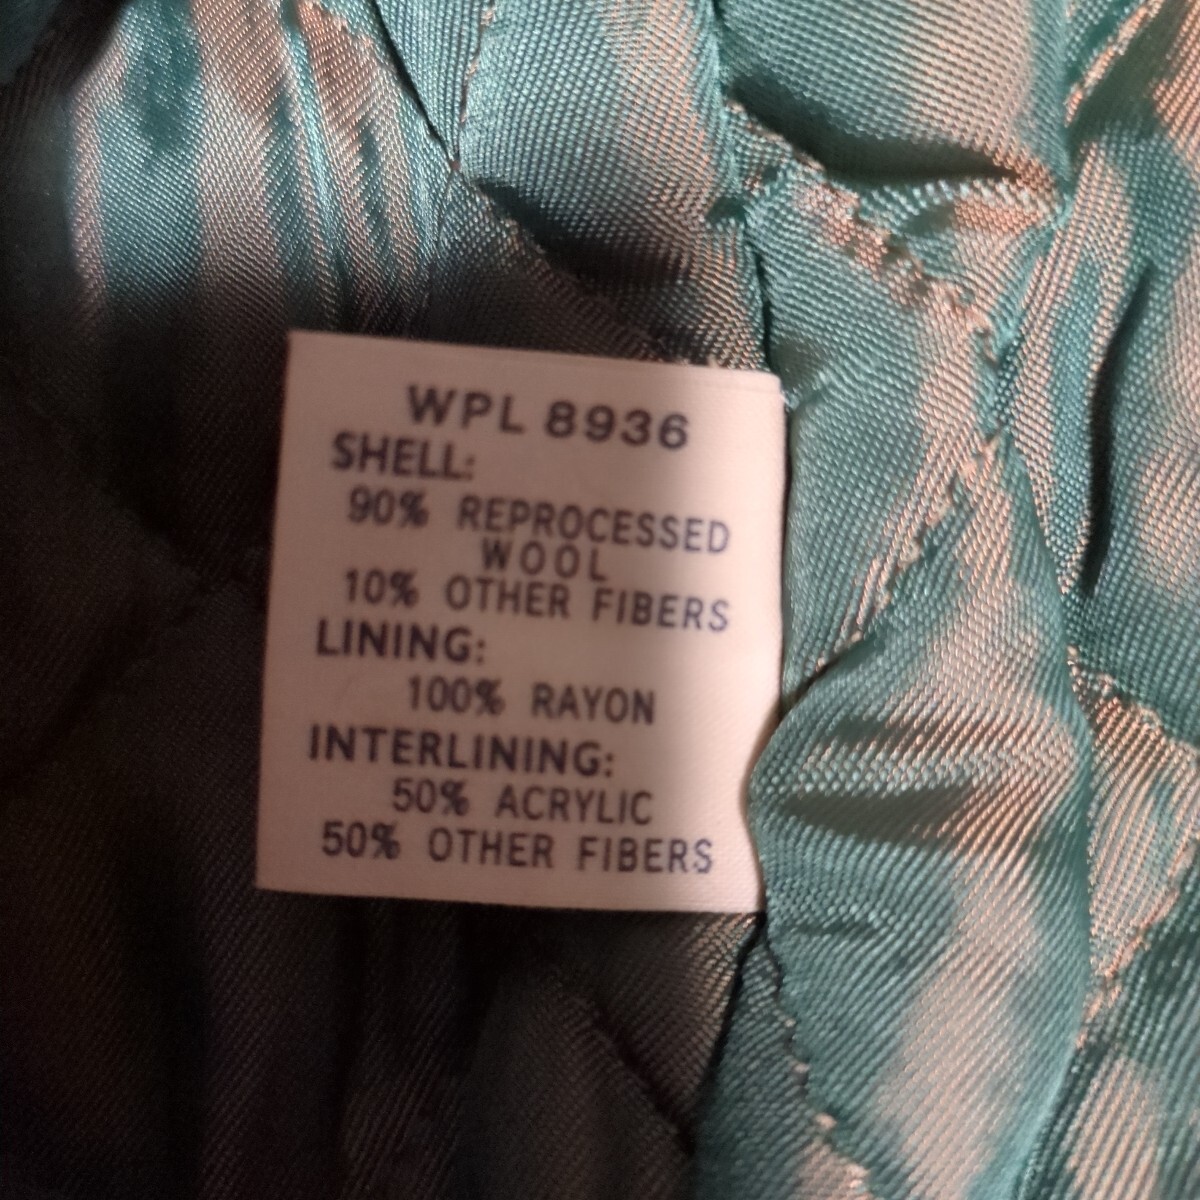 WPL 8936
SHELL:
90% REPROCESSED
WOOL
10% OTHER FIBERS
LINING:
100% RAYON
INTERLINING:
50% ACRYLIC
50% OTHER FIBERS